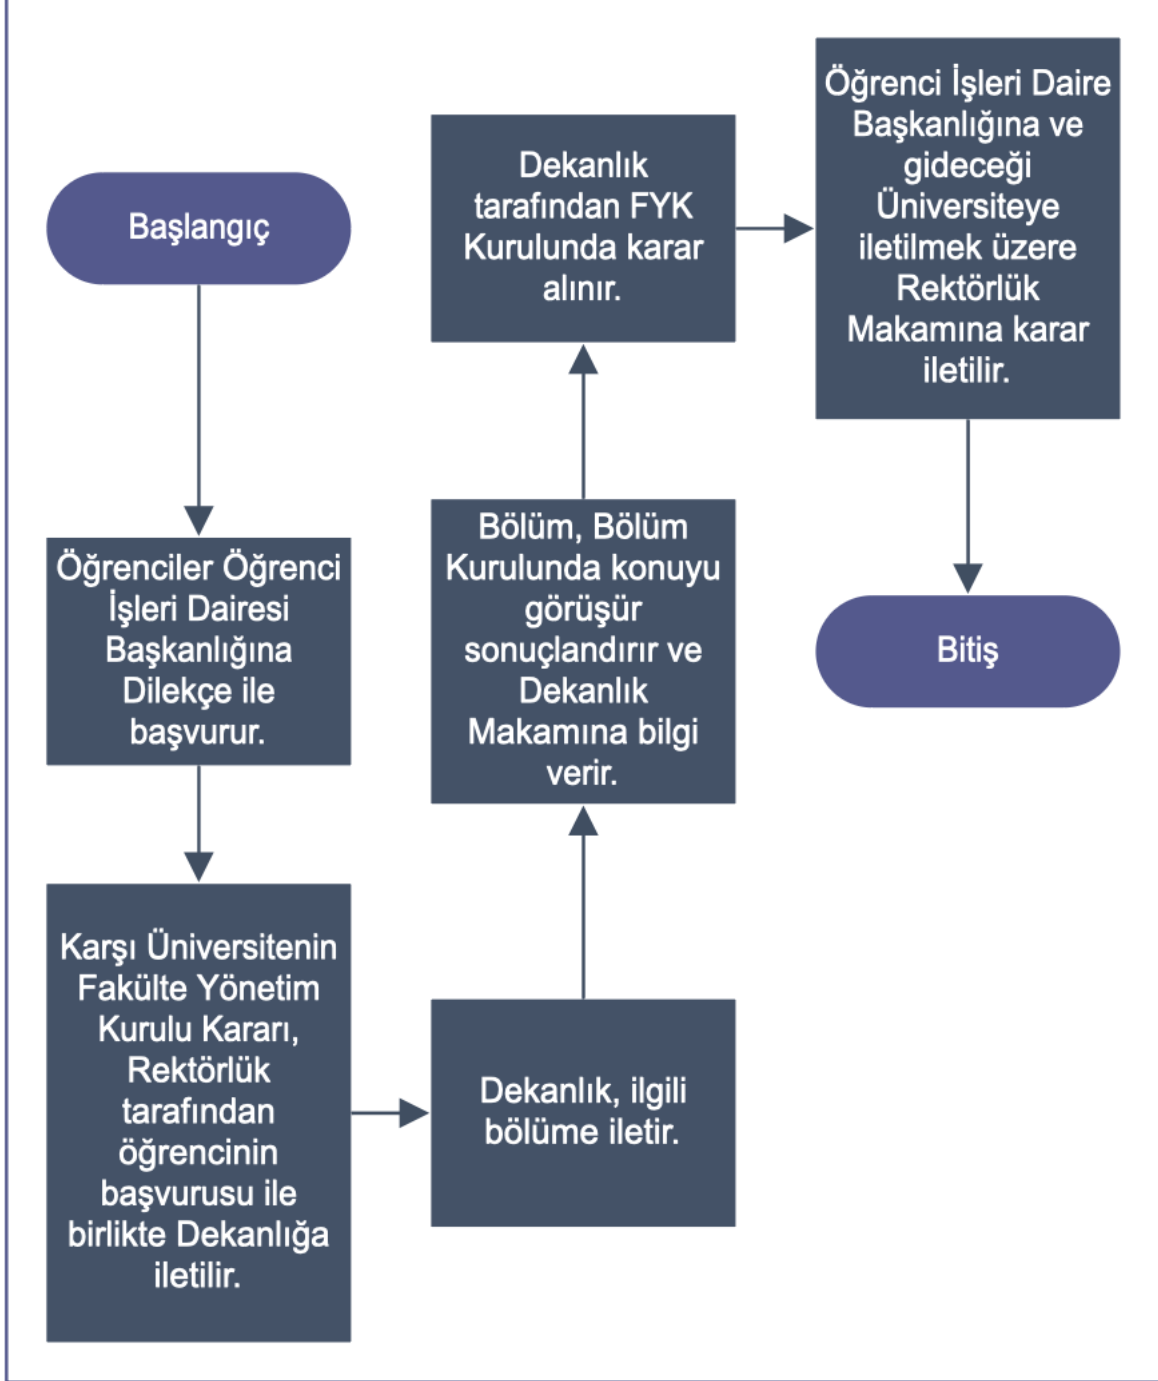 Başlangıç
Öğrenciler Öğrenci
İşleri Dairesi
Başkanlığına
Dilekçe ile
başvurur.
Karşı Üniversitenin
Fakülte Yönetim
Kurulu Kararı,
Rektörlük
tarafından
öğrencinin
başvurusu ile
birlikte Dekanlığa
iletilir.
Dekanlık, ilgili
bölüme iletir.
Bölüm, Bölüm
Kurulunda konuyu
görüşür
sonuçlandırır ve
Dekanlık
Makamına bilgi
verir.
Dekanlık
tarafından FYK
Kurulunda karar
alınır.
Öğrenci İşleri Daire
Başkanlığına ve
gideceği
Üniversiteye
iletilmek üzere
Rektörlük
Makamına karar
iletilir.
Bitiş